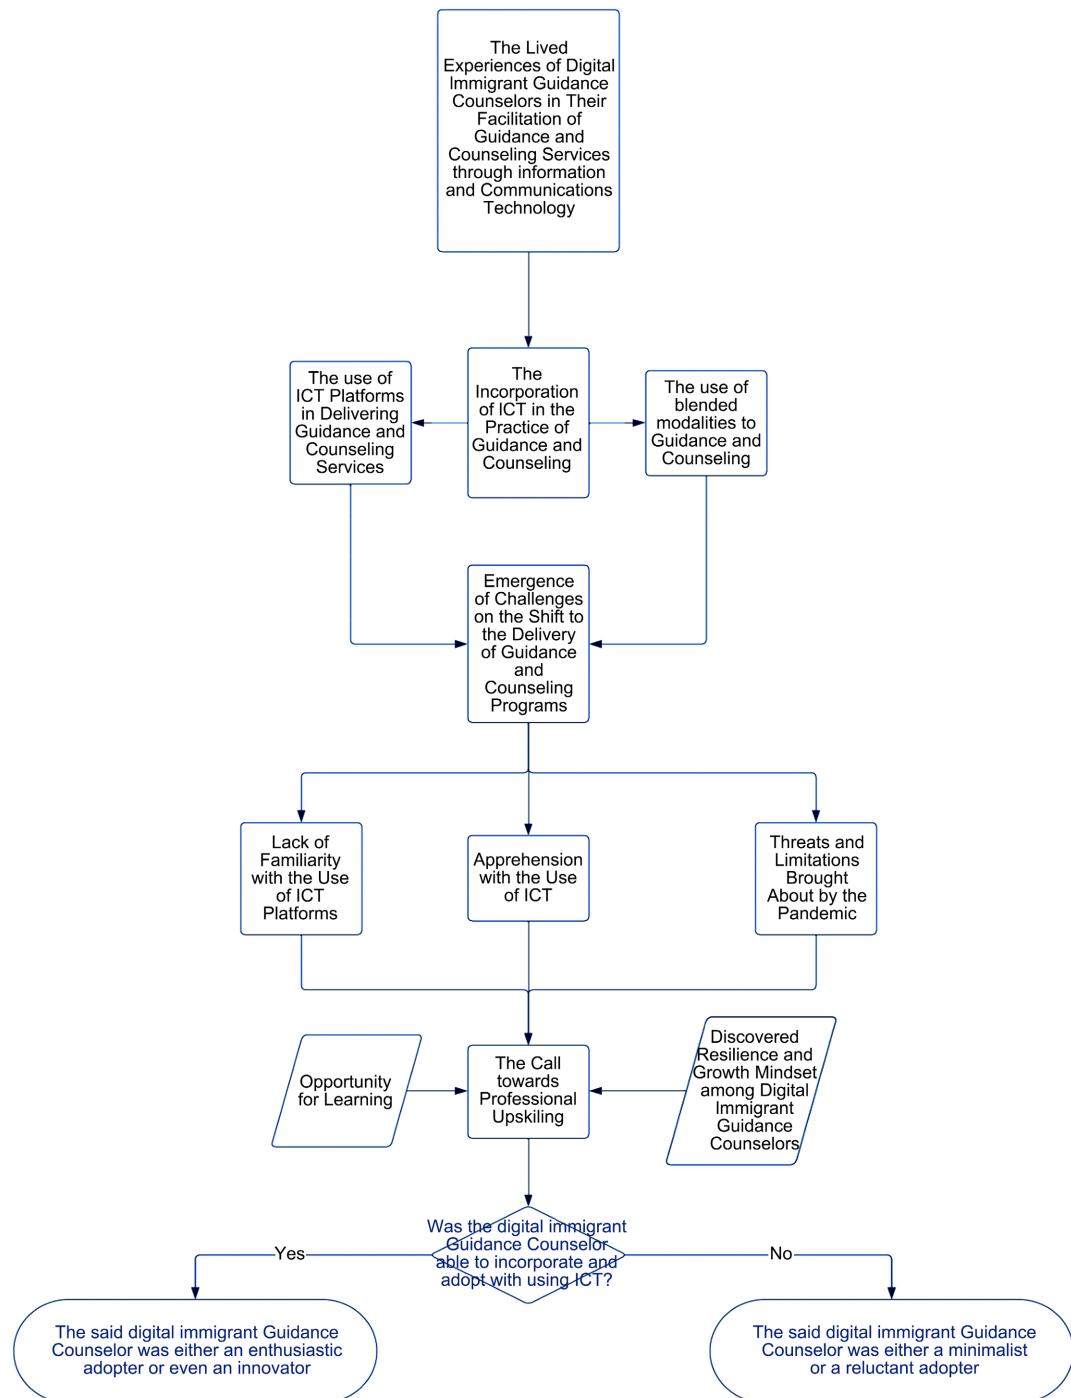 The Lived
Experiences of Digital
Immigrant Guidance
Counselors in Their
Facilitation of
Guidance and
Counseling Services
through information
and Communications
Technology
The use of
ICT Platforms
in Delivering
Guidance and
Counseling
Services
The
Incorporation
of ICT in the
Practice of
Guidance and
Counseling
The use of
blended
modalities to
Guidance and
Counseling
Emergence
of Challenges
on the Shift to
the Delivery
of Guidance
and
Counseling
Programs
Lack of
Familiarity
with the Use
of ICT
Platforms
Apprehension
with the Use
of ICT
Threats and
Limitations
Brought
About by the
Pandemic
Opportunity
for Learning
The Call
towards
Professional
Upskiling
Discovered
Resilience and
Growth Mindset
among Digital
Immigrant
Guidance
Counselors
Was the digital immigrant
Guidance Counselor
able to incorporate and
adopt with using ICT?
Yes
No
The said digital immigrant Guidance
Counselor was either an enthusiastic
adopter or even an innovator
The said digital immigrant Guidance
Counselor was either a minimalist
or a reluctant adopter